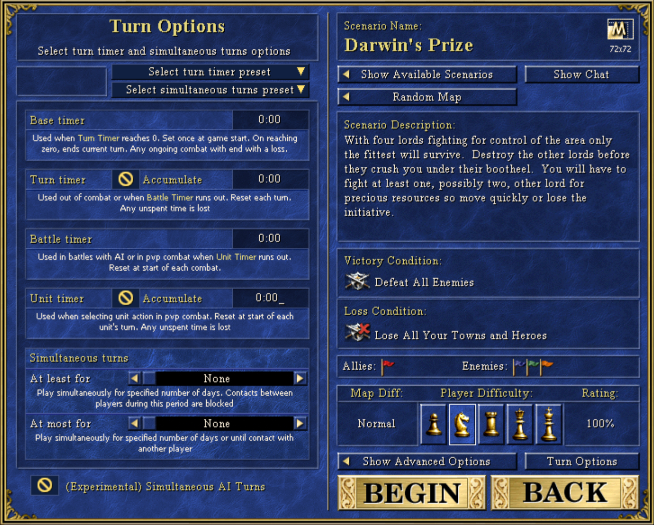 Turn Options
Select turn timer and simultaneous turns options
Select turn timer preset
Select simultaneous turns preset
Base timer 0:00
Used when Turn Timer reaches 0. Set once at game start. On reaching
zero, ends current turn. Any ongoing combat with end with a loss.
Turn timer Accumulate 0:00
Used out of combat or when Battle Timer runs out. Reset each turn.
Any unspent time is lost
Battle timer 0:00
Used in battles with AI or in pvp combat when Unit Timer runs out.
Reset at start of each combat.
Unit timer Accumulate 0:00_
Used when selecting unit action in pvp combat. Reset at start of each
unit's turn. Any unspent time is lost
Simultaneous turns
At least for None
Play simultaneously for specified number of days. Contacts between
players during this period are blocked
At most for None
Play simultaneously for specified number of days or until contact with
another player
(Experimental) Simultaneous AI Turns
Scenario Name:
Darwin's Prize
M
72x72
Show Available Scenarios Show Chat
Random Map
Scenario Description:
With four lords fighting for control of the area only
the fittest will survive. Destroy the other lords before
they crush you under their bootheel. You will have to
fight at least one, possibly two, other lord for
precious resources so move quickly or lose the
initiative.
Victory Condition:
Defeat All Enemies
Loss Condition:
Lose All Your Towns and Heroes
Allies: Enemies:
Map Diff: Player Difficulty: Rating:
Normal 100%
Show Advanced Options Turn Options
BEGIN BACK